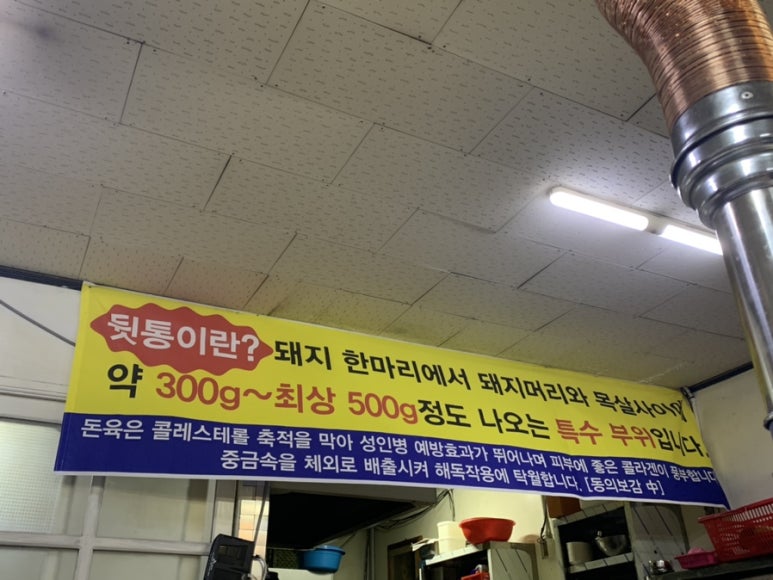 뒷통이란? 돼지 한마리에서 돼지머리와 목살사이
약 300g~최상 500g정도 나오는 특수 부위입니다.
돈육은 콜레스테롤 축적을 막아 성인병 예방효과가 뛰어나며 피부에 좋은 콜라겐이 풍부합니다
중금속을 체외로 배출시켜 해독작용에 탁월합니다. [동의보감 中]